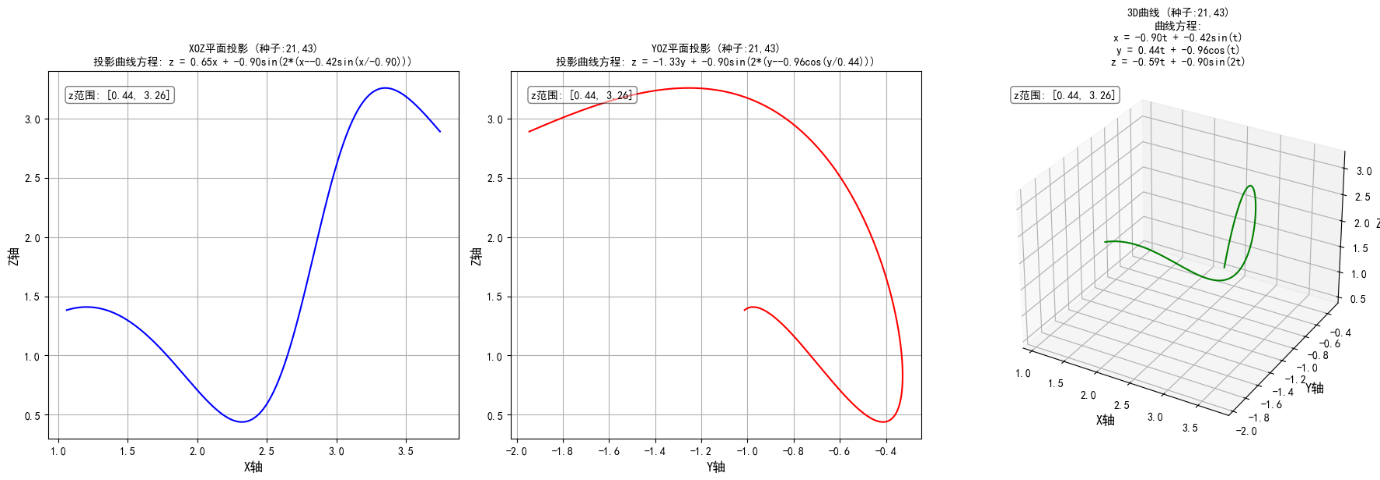 XOZ平面投影 (种子:21,43)
投影曲线方程: z = 0.65x + -0.90sin(2*(x--0.42sin(x/-0.90)))
z范围: [0.44, 3.26]
3.0
2.5
2.0
1.5
1.0
0.5
Z轴
1.0 1.5 2.0 2.5 3.0 3.5
X轴
YOZ平面投影 (种子:21,43)
投影曲线方程: z = -1.33y + -0.90sin(2*(y--0.96cos(y/0.44)))
z范围: [0.44, 3.26]
3.0
2.5
2.0
1.5
1.0
0.5
Z轴
-2.0 -1.8 -1.6 -1.4 -1.2 -1.0 -0.8 -0.6 -0.4
Y轴
3D曲线 (种子:21,43)
曲线方程:
x = -0.90t + -0.42sin(t)
y = 0.44t + -0.96cos(t)
z = -0.59t + -0.90sin(2t)
z范围: [0.44, 3.26]
3.0
2.5
2.0
1.5
1.0
0.5
-0.4
-0.6
-0.8
-1.0
-1.2
-1.4
-1.6
-1.8
-2.0
Y轴
1.0 1.5 2.0 2.5 3.0 3.5
X轴